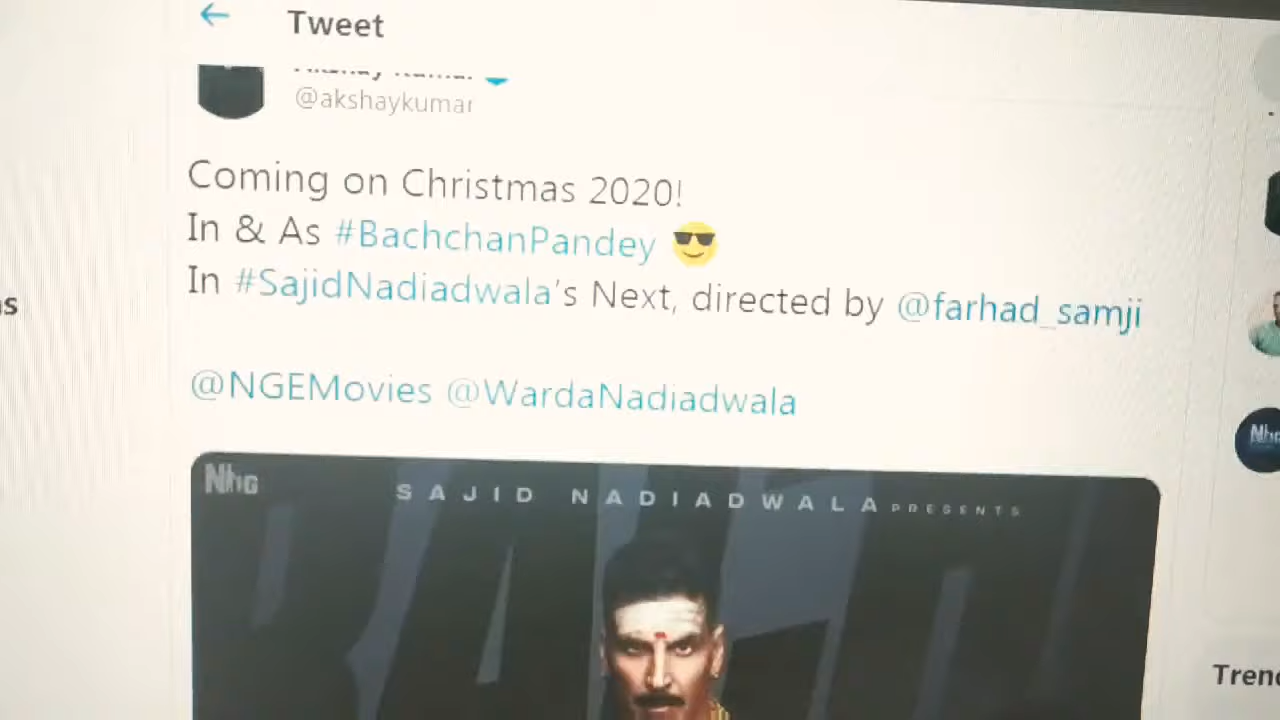 Tweet
@akshaykumar
Coming on Christmas 2020!
In & As #BachchanPandey 😎
In #SajidNadiadwala's Next, directed by @farhad_samji
@NGEMovies @WardaNadiadwala
NhG
SAJID NADIADWALA PRESENTS